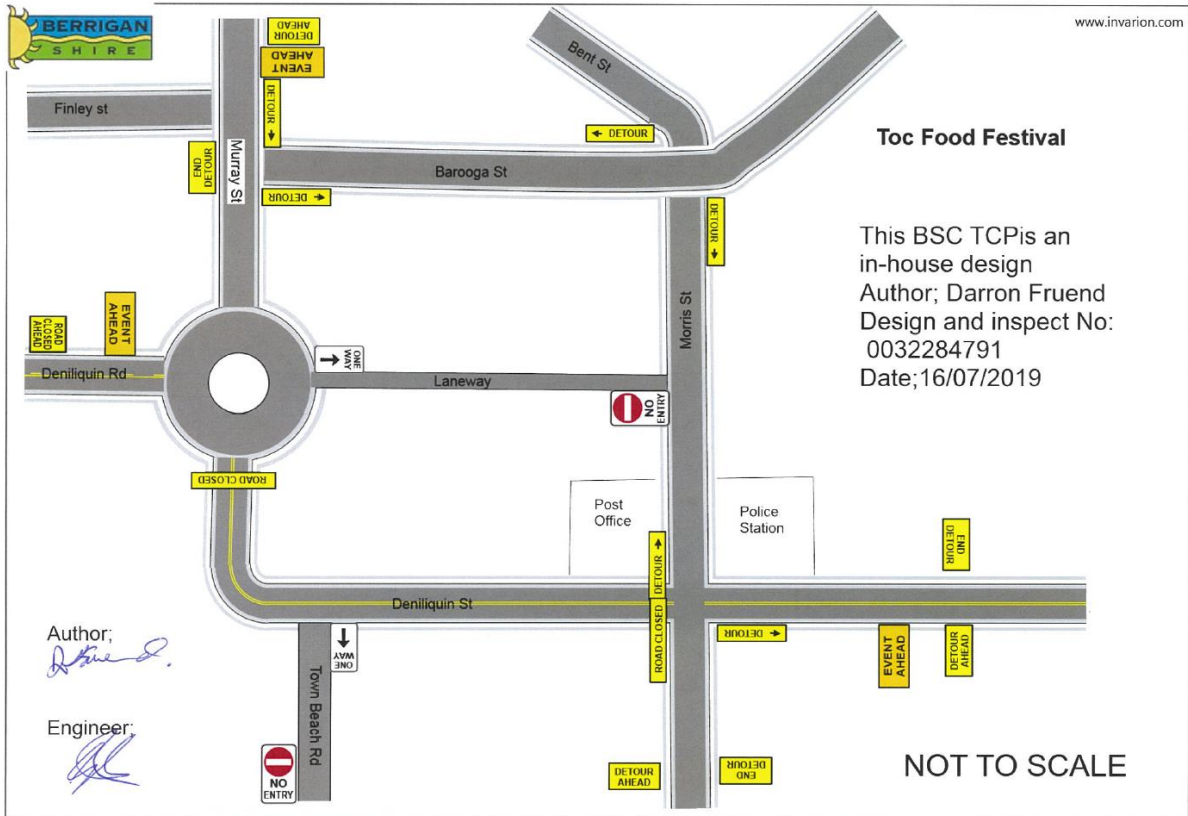 BERRIGAN
SHIRE
www.invarion.com
DETOUR
AHEAD
EVENT
AHEAD
DETOUR →
Bent St
Finley st
← DETOUR
Toc Food Festival
END
DETOUR
Murray St
Barooga St
DETOUR →
DETOUR →
This BSC TCPis an
in-house design
Author; Darron Fruend
Design and inspect No:
0032284791
Date;16/07/2019
EVENT
AHEAD
ROAD
CLOSED
AHEAD
Morris St
ONE
WAY
Deniliquin Rd
Laneway
NO
ENTRY
ROAD CLOSED
Post
Office
Police
Station
END
DETOUR
ROAD CLOSED
DETOUR →
Deniliquin St
DETOUR →
Author;
ONE
WAY
EVENT
AHEAD
DETOUR
AHEAD
Town Beach Rd
Engineer;
NO
ENTRY
DETOUR
AHEAD
END
DETOUR
NOT TO SCALE